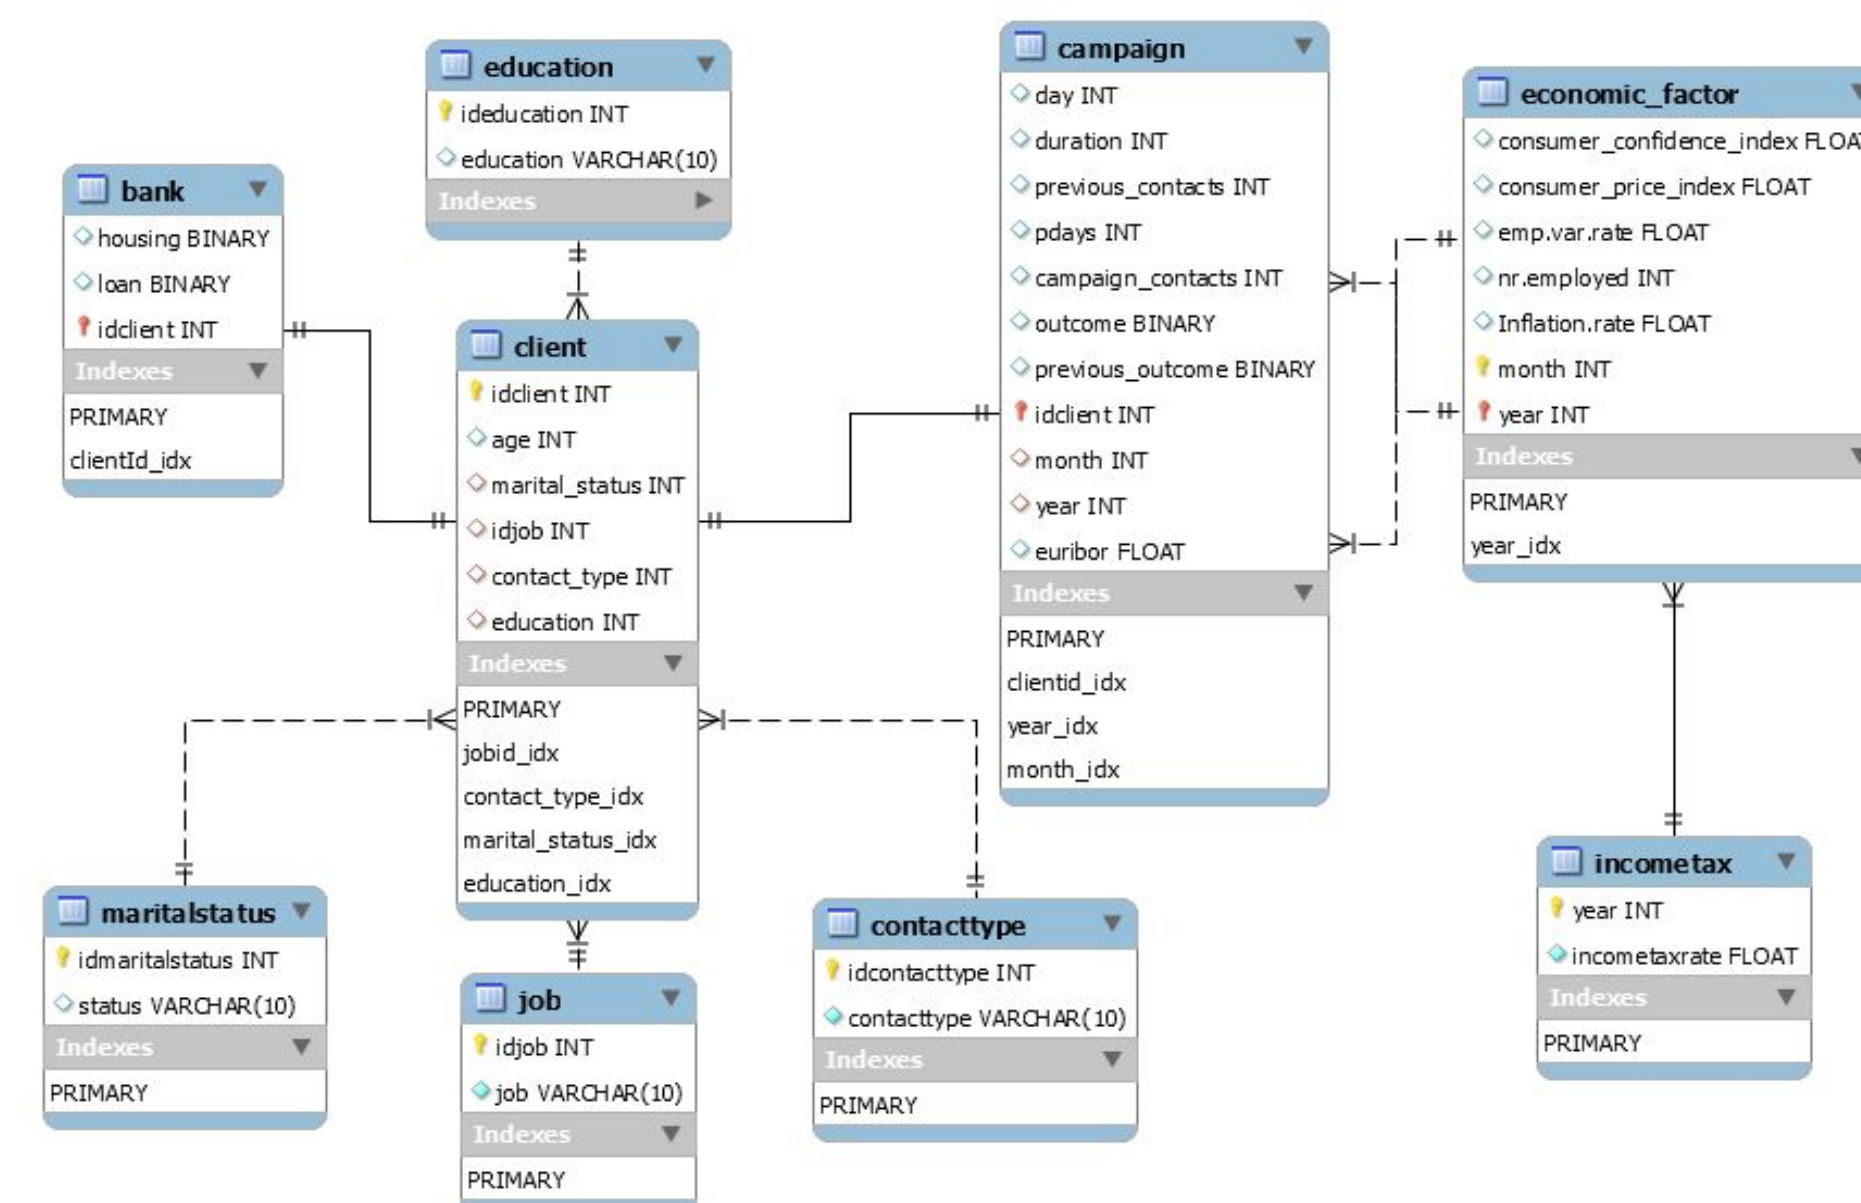 education
ideducation INT
education VARCHAR(10)
Indexes
bank
housing BINARY
loan BINARY
idclient INT
Indexes
PRIMARY
clientId_idx
client
idclient INT
age INT
marital_status INT
idjob INT
contact_type INT
education INT
Indexes
PRIMARY
jobid_idx
contact_type_idx
marital_status_idx
education_idx
campaign
day INT
duration INT
previous_contacts INT
pdays INT
campaign_contacts INT
outcome BINARY
previous_outcome BINARY
idclient INT
month INT
year INT
euribor FLOAT
Indexes
PRIMARY
clientid_idx
year_idx
month_idx
economic_factor
consumer_confidence_index FLOAT
consumer_price_index FLOAT
emp.var.rate FLOAT
nr.employed INT
Inflation.rate FLOAT
month INT
year INT
Indexes
PRIMARY
year_idx
maritalstatus
idmaritalstatus INT
status VARCHAR(10)
Indexes
PRIMARY
job
idjob INT
job VARCHAR(10)
Indexes
PRIMARY
contacttype
idcontacttype INT
contacttype VARCHAR(10)
Indexes
PRIMARY
incometax
year INT
incometaxrate FLOAT
Indexes
PRIMARY